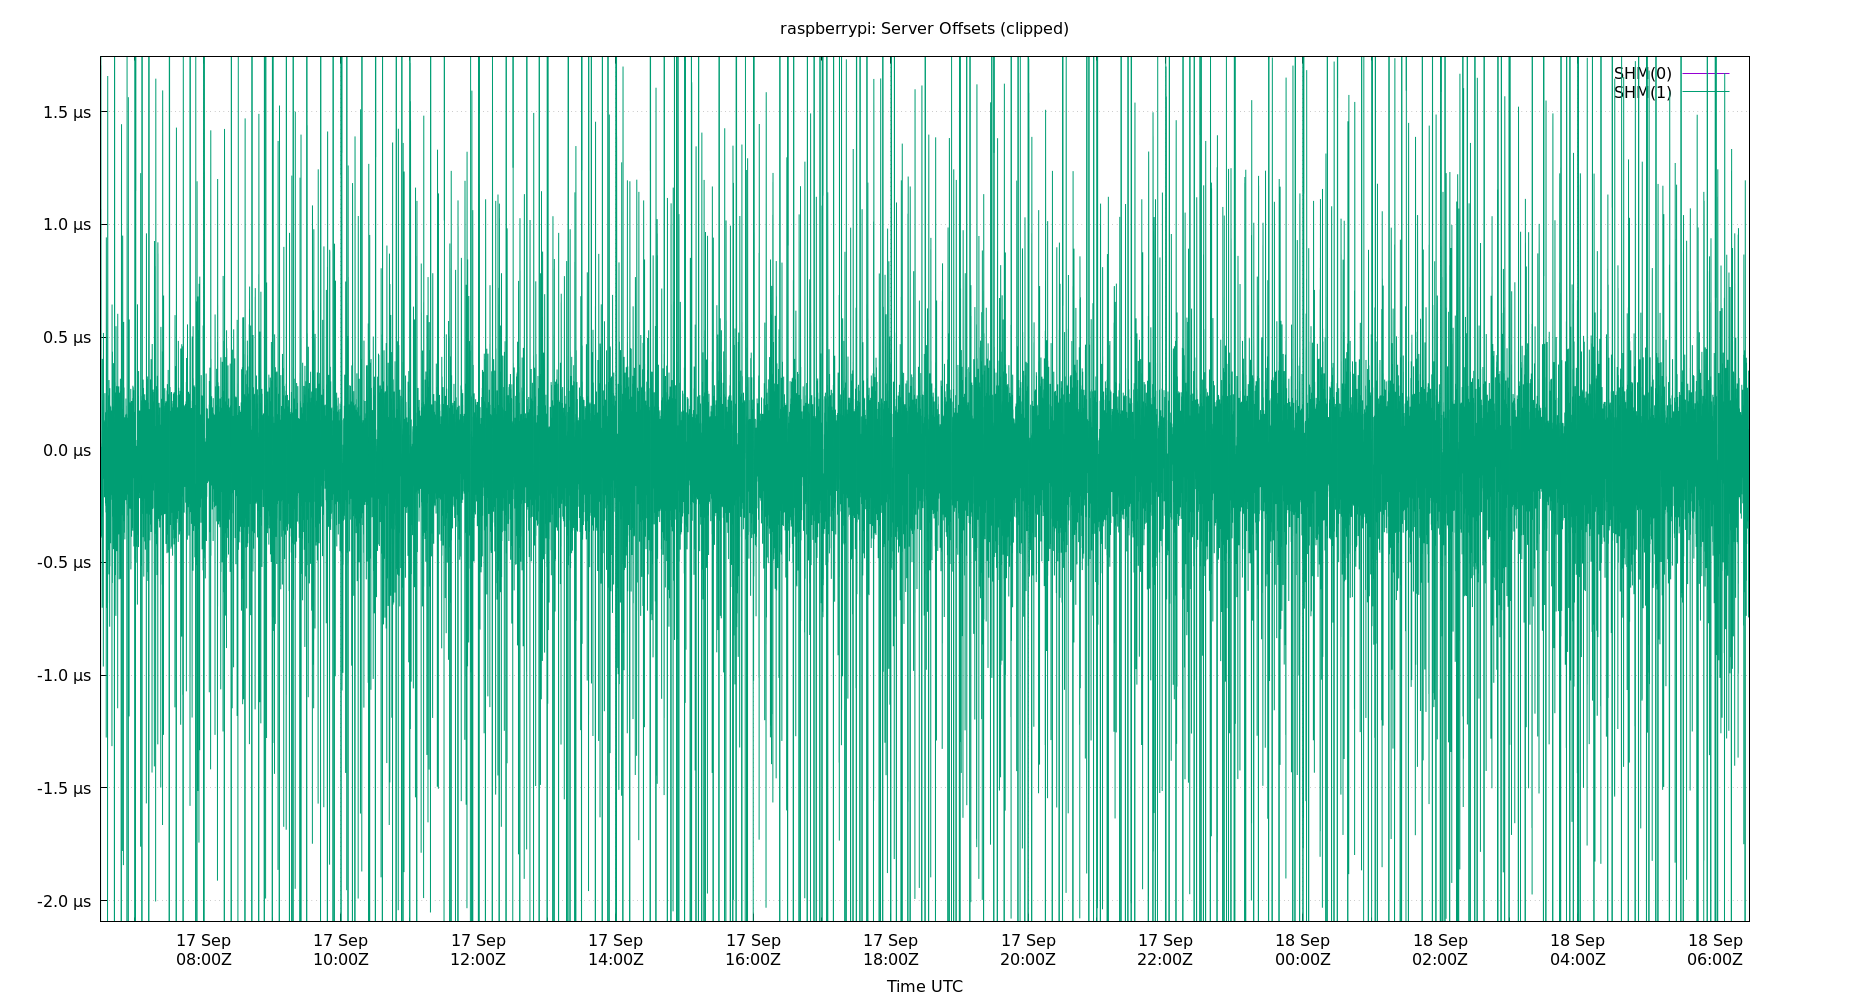 raspberrypi: Server Offsets (clipped)
SHM(0)
SHM(1)
1.5 µs
1.0 µs
0.5 µs
0.0 µs
-0.5 µs
-1.0 µs
-1.5 µs
-2.0 µs
17 Sep 17 Sep 17 Sep 17 Sep 17 Sep 17 Sep 17 Sep 17 Sep 18 Sep 18 Sep 18 Sep 18 Sep
08:00Z 10:00Z 12:00Z 14:00Z 16:00Z 18:00Z 20:00Z 22:00Z 00:00Z 02:00Z 04:00Z 06:00Z
Time UTC